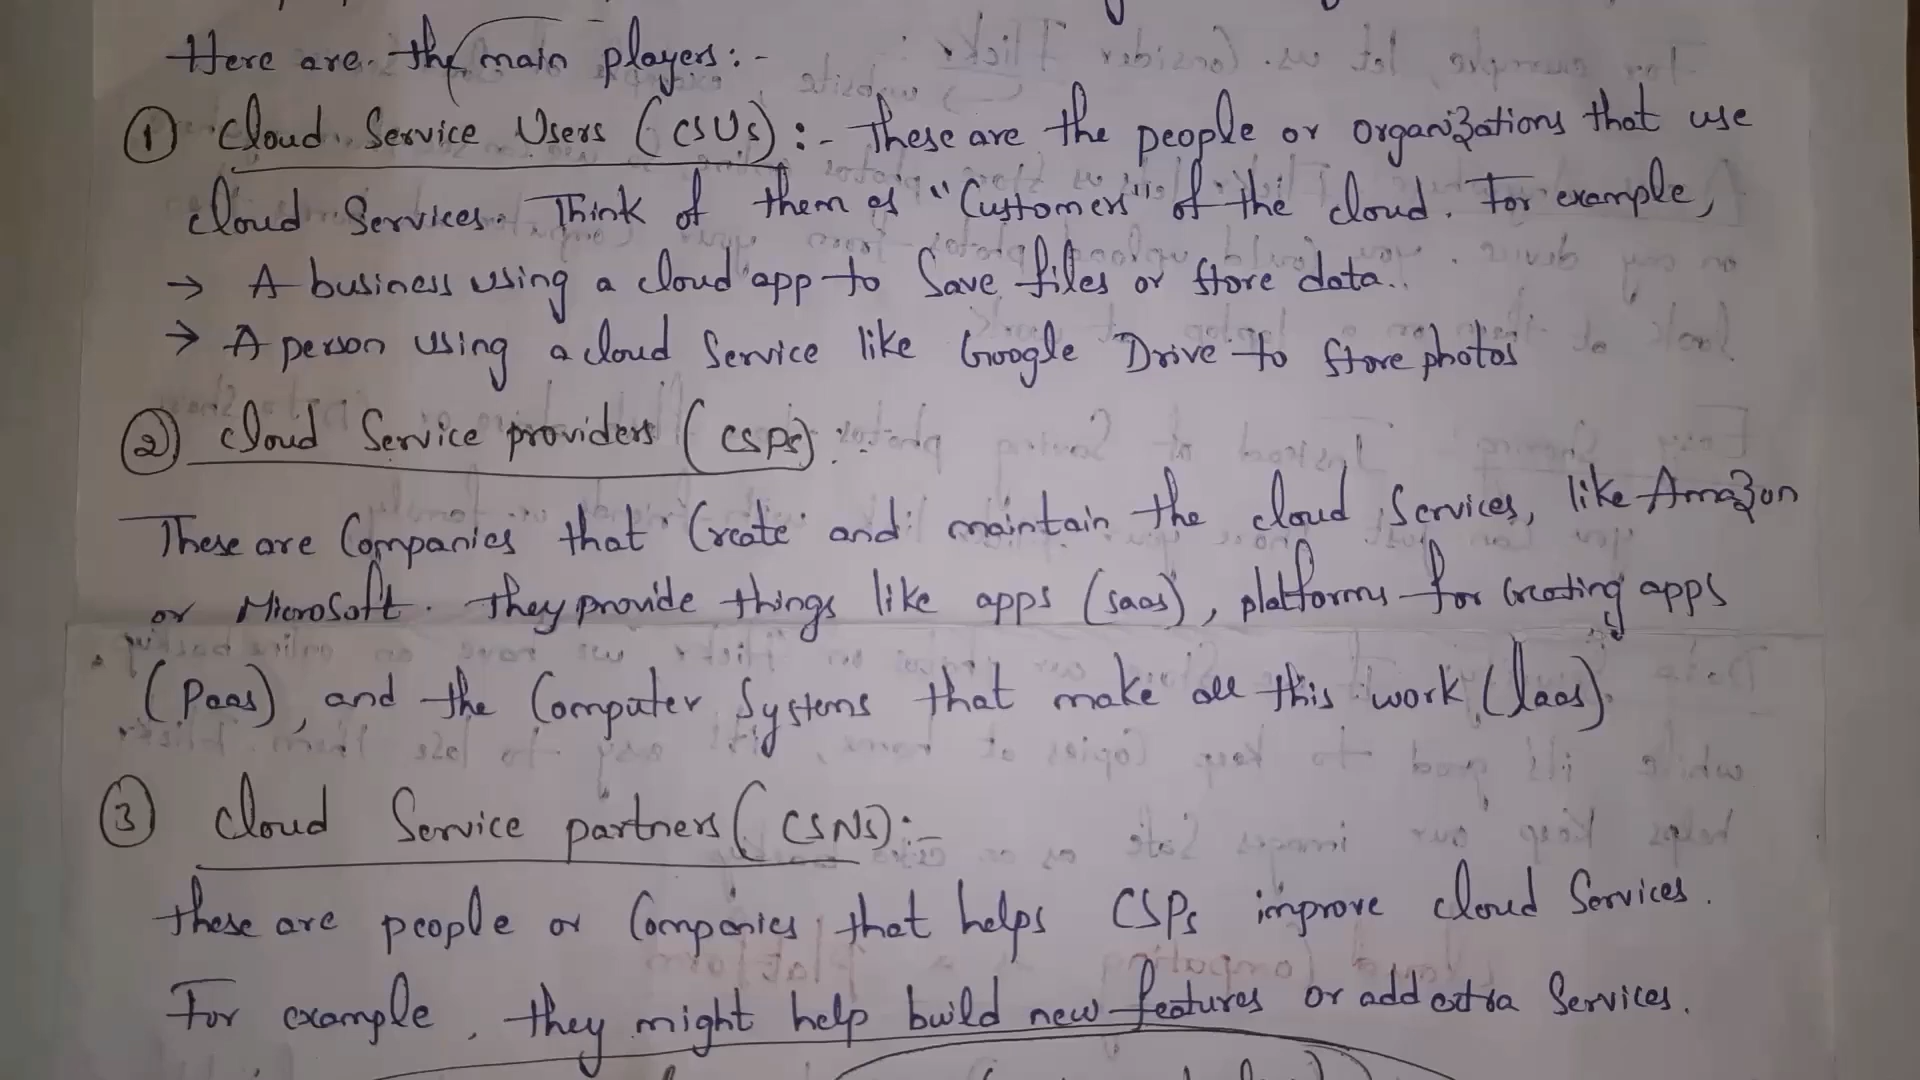 Here are the main players:-
① Cloud Service Users (CSUs):- These are the people or organizations that use
cloud Services. Think of them as "Customers" of the cloud. For example,
→ A business using a cloud app to Save files or store data.
→ A person using a cloud Service like Google Drive to store photos
② Cloud Service providers (CSPs):-
These are Companies that Create and maintain the cloud Services, like Amazon
or Microsoft. They provide things like apps (saas), platforms for creating apps
(Paas), and the Computer Systems that make all this work (Iaas).
③ Cloud Service partners (CSNs):-
these are people or Companies that helps CSPs improve cloud Services.
For example, they might help build new features or add extra Services.